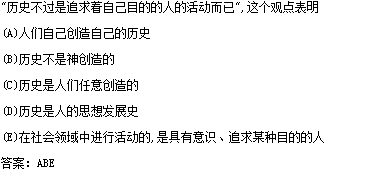 “历史不过是追求着自己目的的人的活动而已”,这个观点表明
(A)人们自己创造自己的历史
(B)历史不是神创造的
(C)历史是人们任意创造的
(D)历史是人的思想发展史
(E)在社会领域中进行活动的,是具有意识、追求某种目的的人
答案: ABE